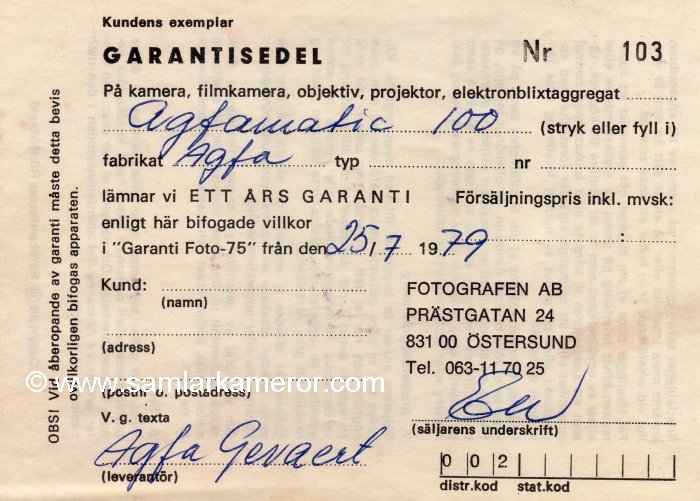 Kundens exemplar
GARANTISEDEL Nr 103
På kamera, filmkamera, objektiv, projektor, elektronblixtaggregat
Agfamatic 100 (stryk eller fyll i)
fabrikat Agfa typ nr
lämnar vi ETT ÅRS GARANTI Försäljningspris inkl. mvsk:
enligt här bifogade villkor
i "Garanti Foto-75" från den 25/7 1979
Kund:
(namn)
(adress)
(postnr o. postadress)
V. g. texta
Agfa Gevaert
(leverantör)
FOTOGRAFEN AB
PRÄSTGATAN 24
831 00 ÖSTERSUND
Tel. 063-11 70 25
(säljarens underskrift)
0 0 2
distr.kod stat.kod
OBS! Vid åberopande av garanti måste detta bevis
ovillkorligen bifogas apparaten.
© www.samlarkameror.com